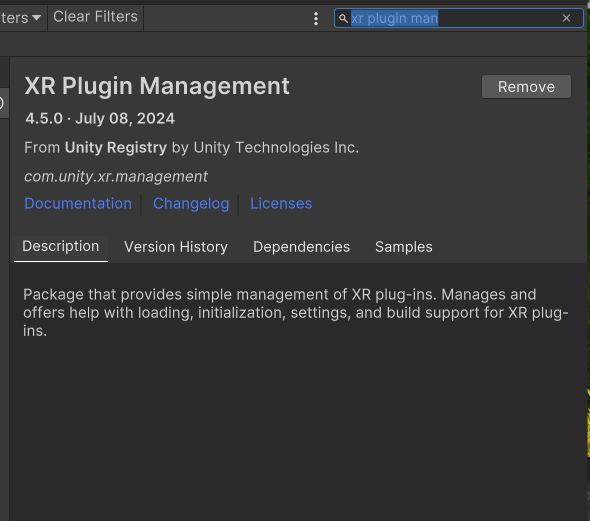 ters Clear Filters xr plugin man
XR Plugin Management Remove
4.5.0 · July 08, 2024
From Unity Registry by Unity Technologies Inc.
com.unity.xr.management
Documentation Changelog Licenses
Description Version History Dependencies Samples
Package that provides simple management of XR plug-ins. Manages and
offers help with loading, initialization, settings, and build support for XR plug-
ins.